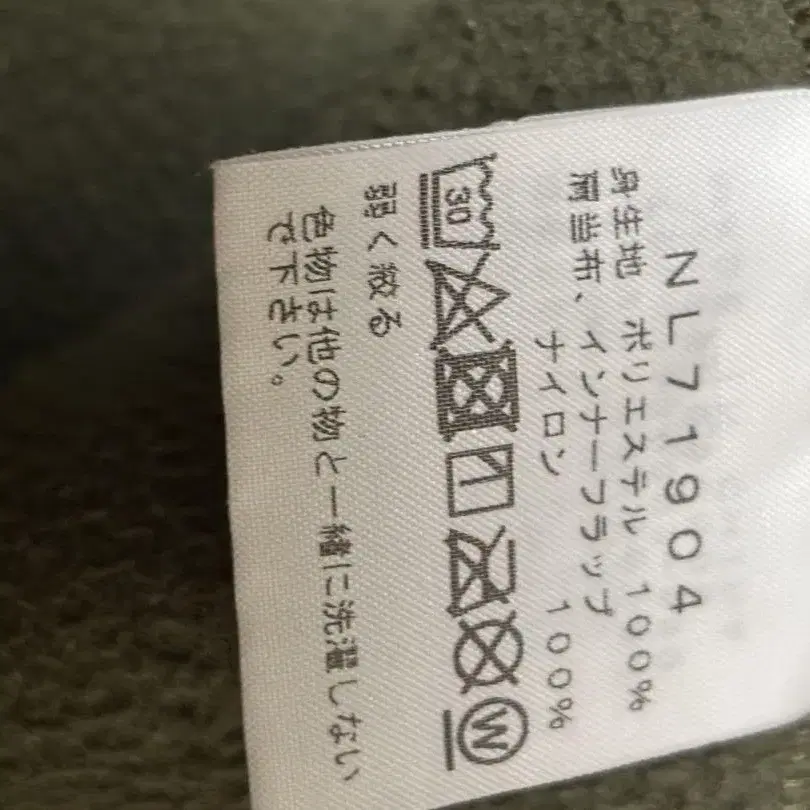 NL71904
身生地 ポリエステル 100%
肩当布、インナーフラップ
ナイロン 100%
30
W
弱く絞る
色物は他の物と一緒に洗濯しない
で下さい。